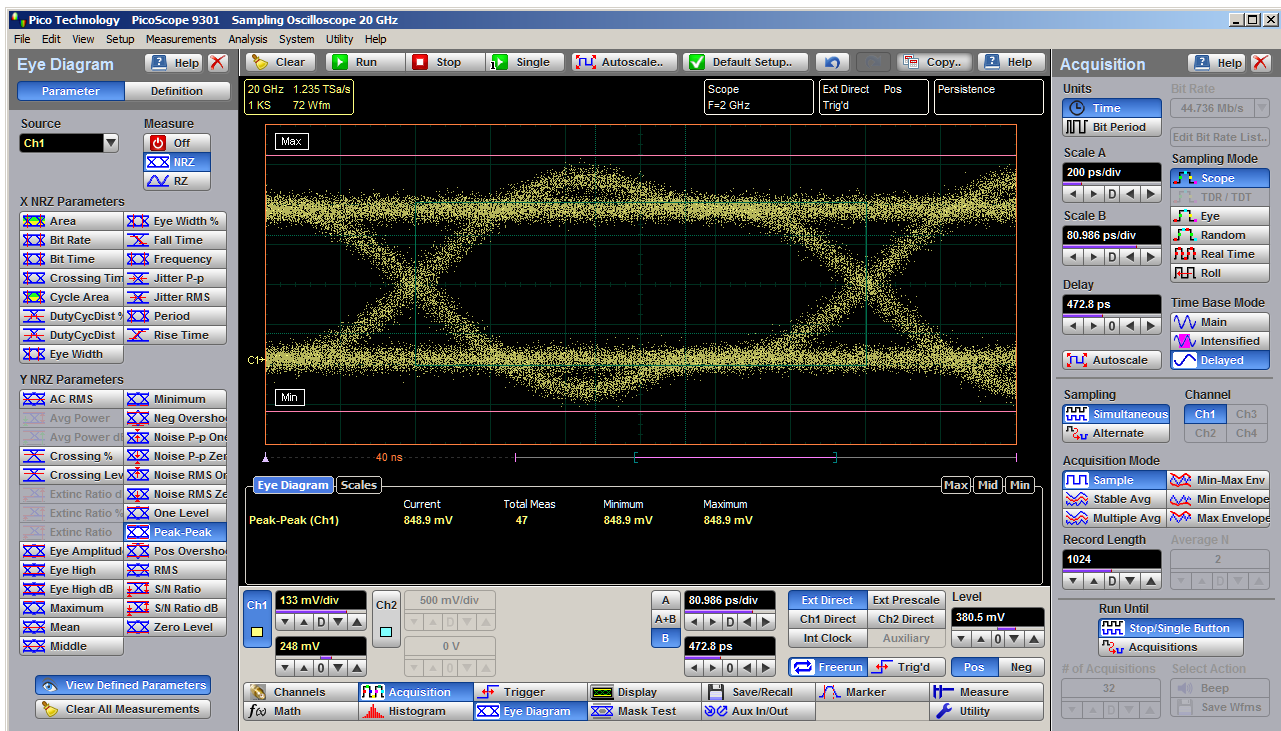 Pico Technology PicoScope 9301 Sampling Oscilloscope 20 GHz
File Edit View Setup Measurements Analysis System Utility Help
Eye Diagram
Help
Parameter
Definition
Source
Measure
Ch1
Off
NRZ
RZ
X NRZ Parameters
Area
Eye Width %
Bit Rate
Fall Time
Bit Time
Frequency
Crossing Tim
Jitter P-p
Cycle Area
Jitter RMS
DutyCycDist %
Period
DutyCycDist
Rise Time
Eye Width
Y NRZ Parameters
AC RMS
Minimum
Avg Power
Neg Oversho
Avg Power dB
Noise P-p One
Crossing %
Noise P-p Zer
Crossing Lev
Noise RMS On
Extinc Ratio d
Noise RMS Ze
Extinc Ratio %
One Level
Extinc Ratio
Peak-Peak
Eye Amplitud
Pos Oversho
Eye High
RMS
Eye High dB
S/N Ratio
Maximum
S/N Ratio dB
Mean
Zero Level
Middle
View Defined Parameters
Clear All Measurements
Clear
Run
Stop
Single
Autoscale..
Default Setup..
Copy..
Help
20 GHz 1.235 TSa/s
1 KS 72 Wfm
Scope
F=2 GHz
Ext Direct Pos
Trig'd
Persistence
Max
C1
Min
40 ns
Eye Diagram
Scales
Max
Mid
Min
Current
Total Meas
Minimum
Maximum
Peak-Peak (Ch1)
848.9 mV
47
848.9 mV
848.9 mV
Ch1
133 mV/div
D
248 mV
0
Ch2
500 mV/div
D
0 V
0
A
A+B
B
80.986 ps/div
D
472.8 ps
0
Ext Direct
Ext Prescale
Ch1 Direct
Ch2 Direct
Int Clock
Auxiliary
Freerun
Trig'd
Level
380.5 mV
0
Pos
Neg
Channels
Acquisition
Trigger
Display
Save/Recall
Marker
Measure
f(x) Math
Histogram
Eye Diagram
Mask Test
Aux In/Out
Utility
Acquisition
Help
Units
Bit Rate
Time
44.736 Mb/s
Bit Period
Edit Bit Rate List..
Scale A
200 ps/div
D
Scale B
80.986 ps/div
D
Delay
472.8 ps
0
Autoscale
Sampling Mode
Scope
TDR / TDT
Eye
Random
Real Time
Roll
Time Base Mode
Main
Intensified
Delayed
Sampling
Channel
Simultaneous
Ch1
Ch3
Alternate
Ch2
Ch4
Acquisition Mode
Sample
Min-Max Env
Stable Avg
Min Envelope
Multiple Avg
Max Envelope
Record Length
Average N
1024
2
D
D
Run Until
Stop/Single Button
Acquisitions
# of Acquisitions
Select Action
32
Beep
D
Save Wfms